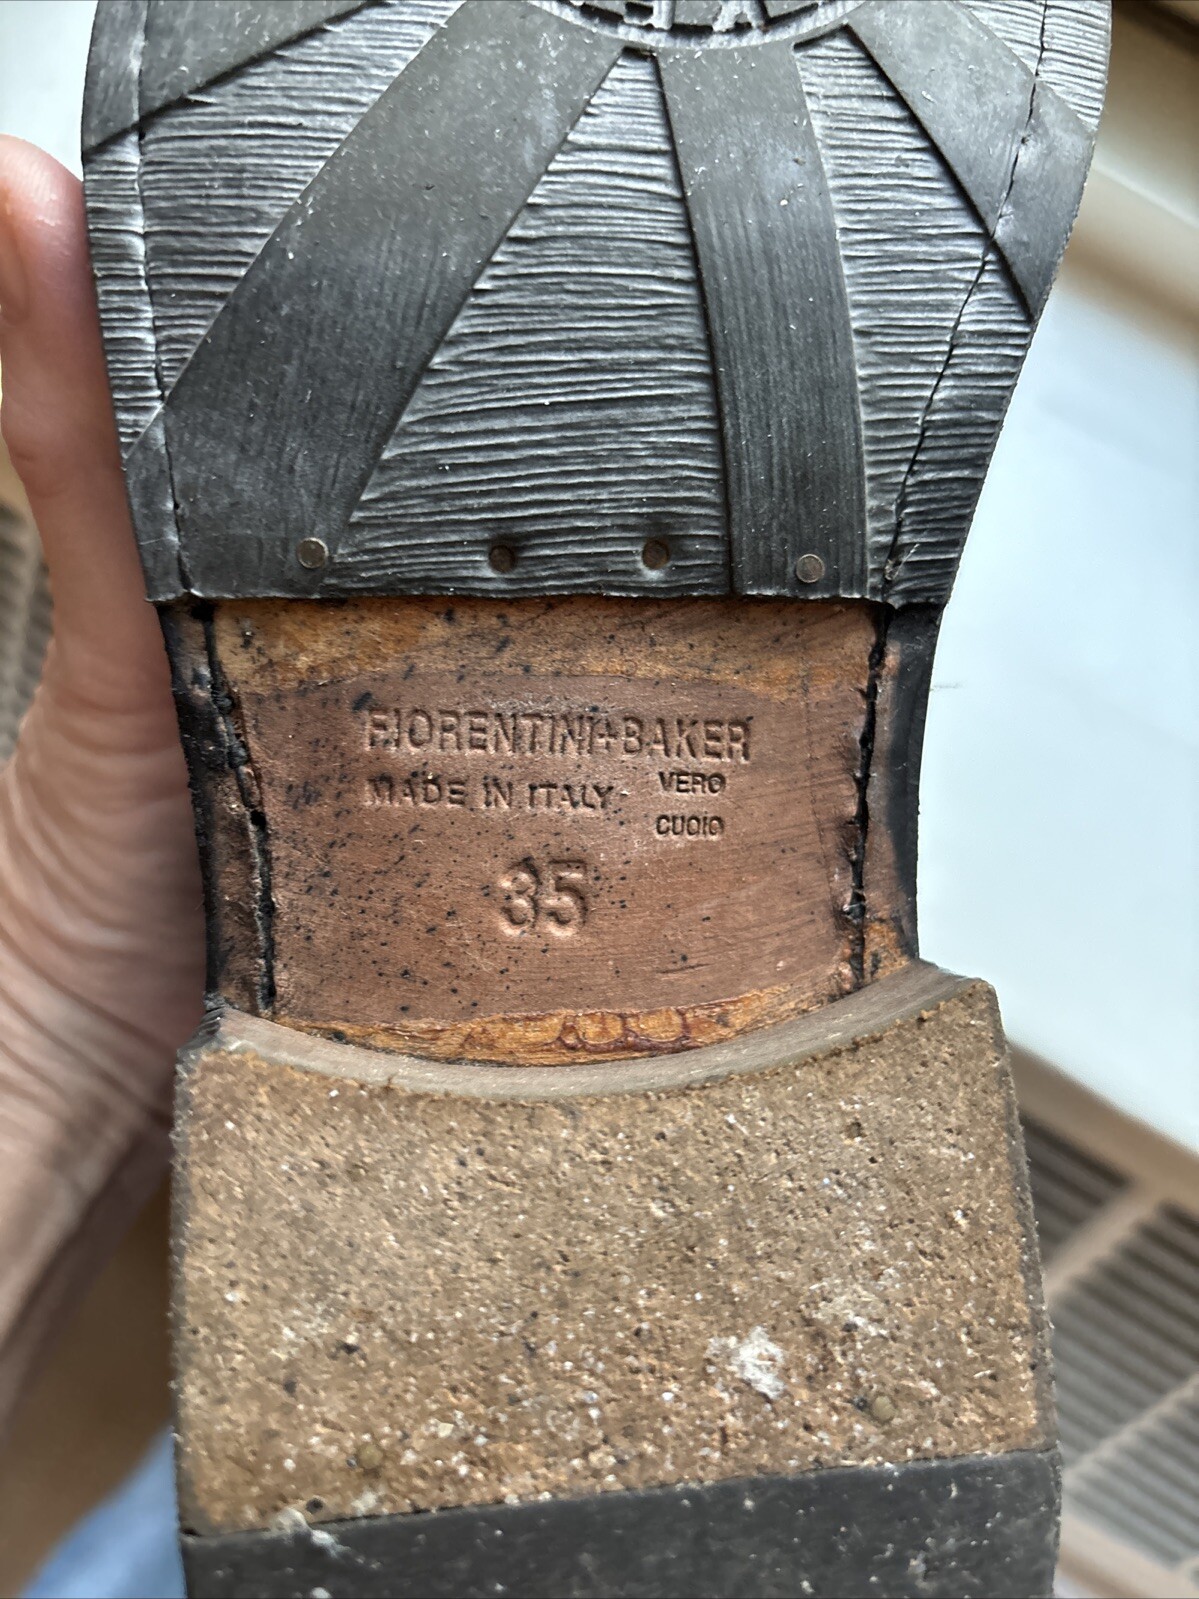 FIORENTINI+BAKER
MADE IN ITALY
VERO
CUOIO
35